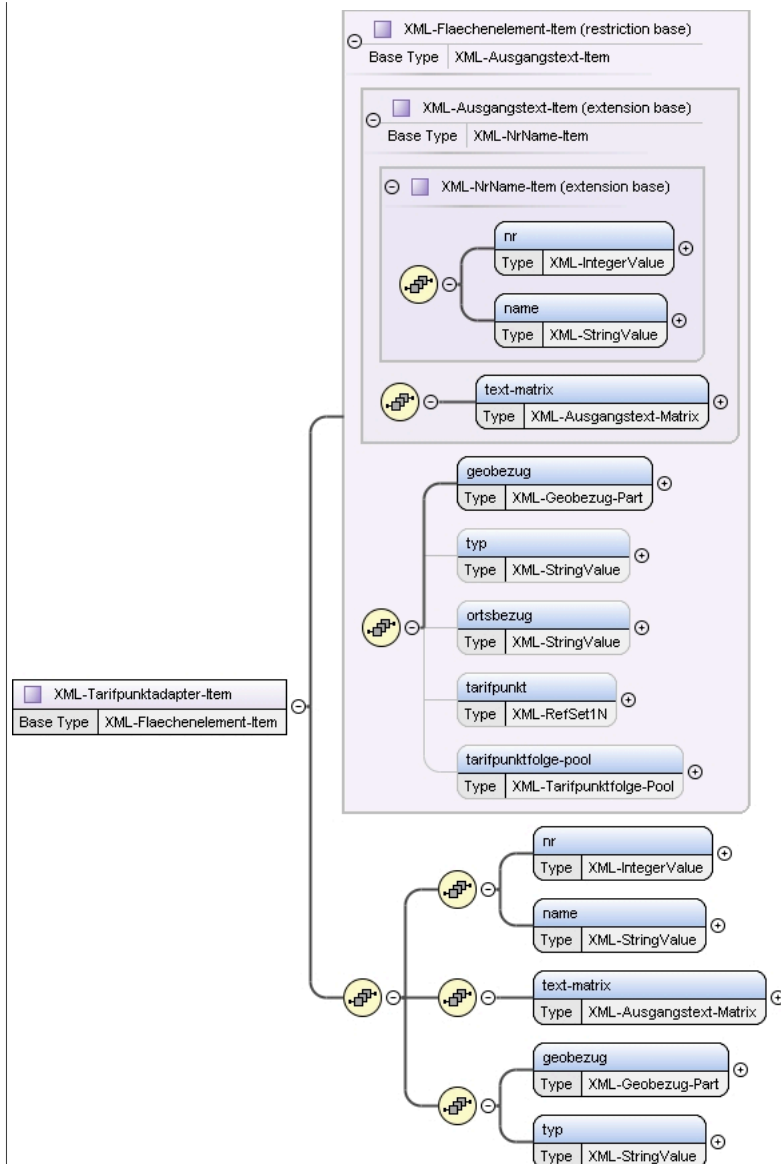 XML-Flaechenelement-Item (restriction base)
Base Type XML-Ausgangstext-Item
XML-Ausgangstext-Item (extension base)
Base Type XML-NrName-Item
XML-NrName-Item (extension base)
nr
Type XML-IntegerValue
name
Type XML-StringValue
text-matrix
Type XML-Ausgangstext-Matrix
geobezug
Type XML-Geobezug-Part
typ
Type XML-StringValue
ortsbezug
Type XML-StringValue
tarifpunkt
Type XML-RefSet1N
tarifpunktfolge-pool
Type XML-Tarifpunktfolge-Pool
XML-Tarifpunktadapter-Item
Base Type XML-Flaechenelement-Item
nr
Type XML-IntegerValue
name
Type XML-StringValue
text-matrix
Type XML-Ausgangstext-Matrix
geobezug
Type XML-Geobezug-Part
typ
Type XML-StringValue